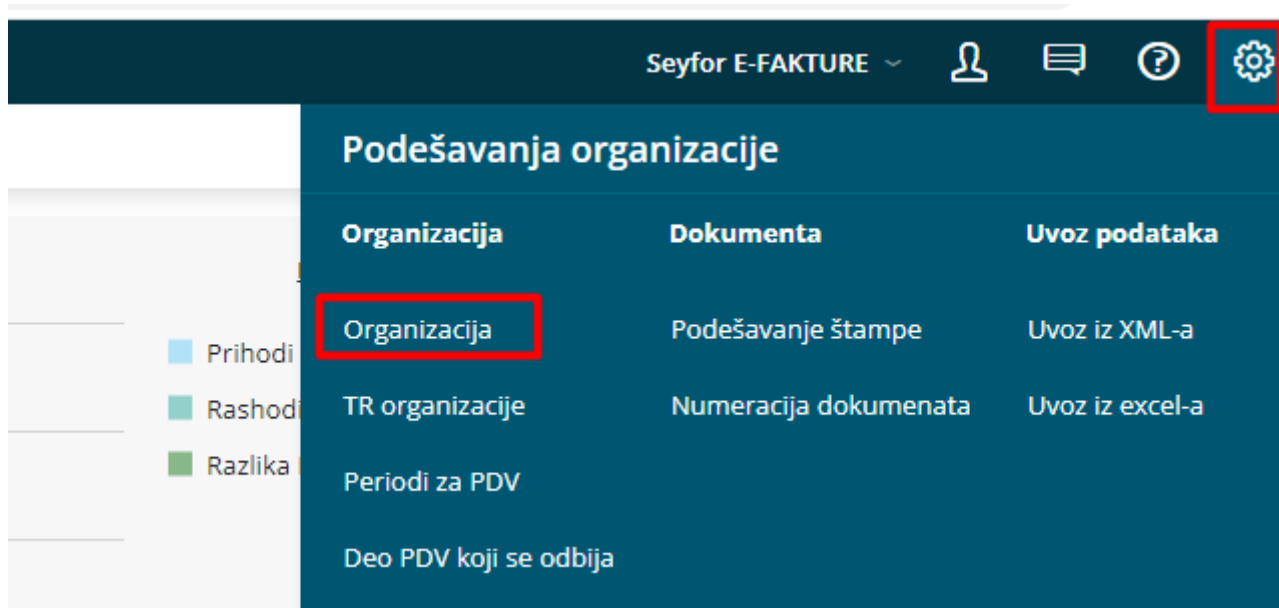 Seyfor E-FAKTURE
Podešavanja organizacije
Organizacija Dokumenta Uvoz podataka
Organizacija Podešavanje štampe Uvoz iz XML-a
Prihodi
TR organizacije Numeracija dokumenata Uvoz iz excel-a
Rashodi
Razlika
Periodi za PDV
Deo PDV koji se odbija